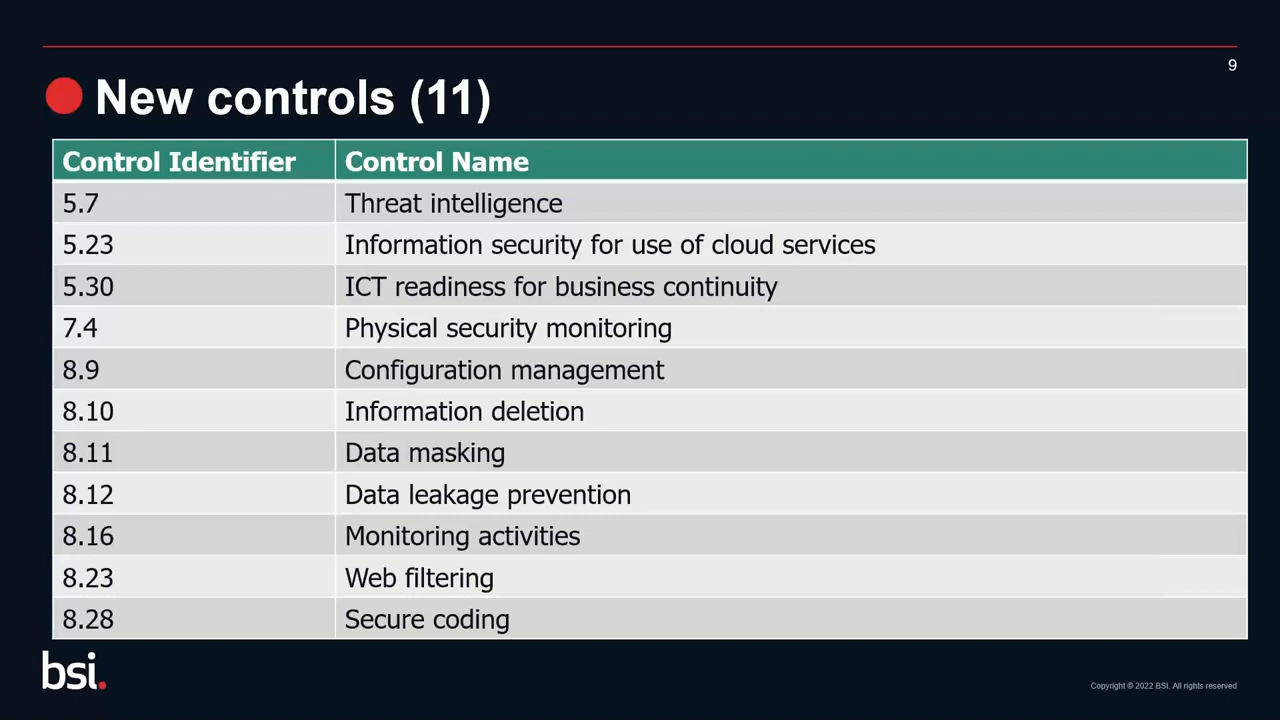 9
New controls (11)
Control Identifier Control Name
5.7 Threat intelligence
5.23 Information security for use of cloud services
5.30 ICT readiness for business continuity
7.4 Physical security monitoring
8.9 Configuration management
8.10 Information deletion
8.11 Data masking
8.12 Data leakage prevention
8.16 Monitoring activities
8.23 Web filtering
8.28 Secure coding
bsi.
Copyright © 2022 BSI. All rights reserved